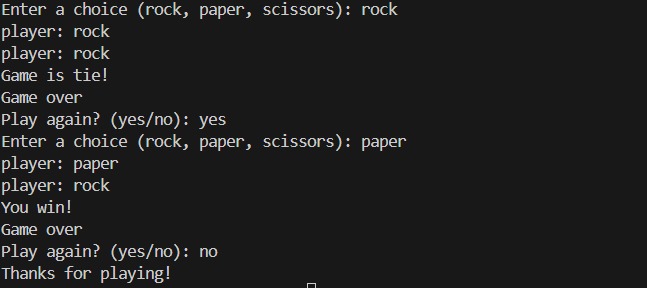 Enter a choice (rock, paper, scissors): rock
player: rock
player: rock
Game is tie!
Game over
Play again? (yes/no): yes
Enter a choice (rock, paper, scissors): paper
player: paper
player: rock
You win!
Game over
Play again? (yes/no): no
Thanks for playing!